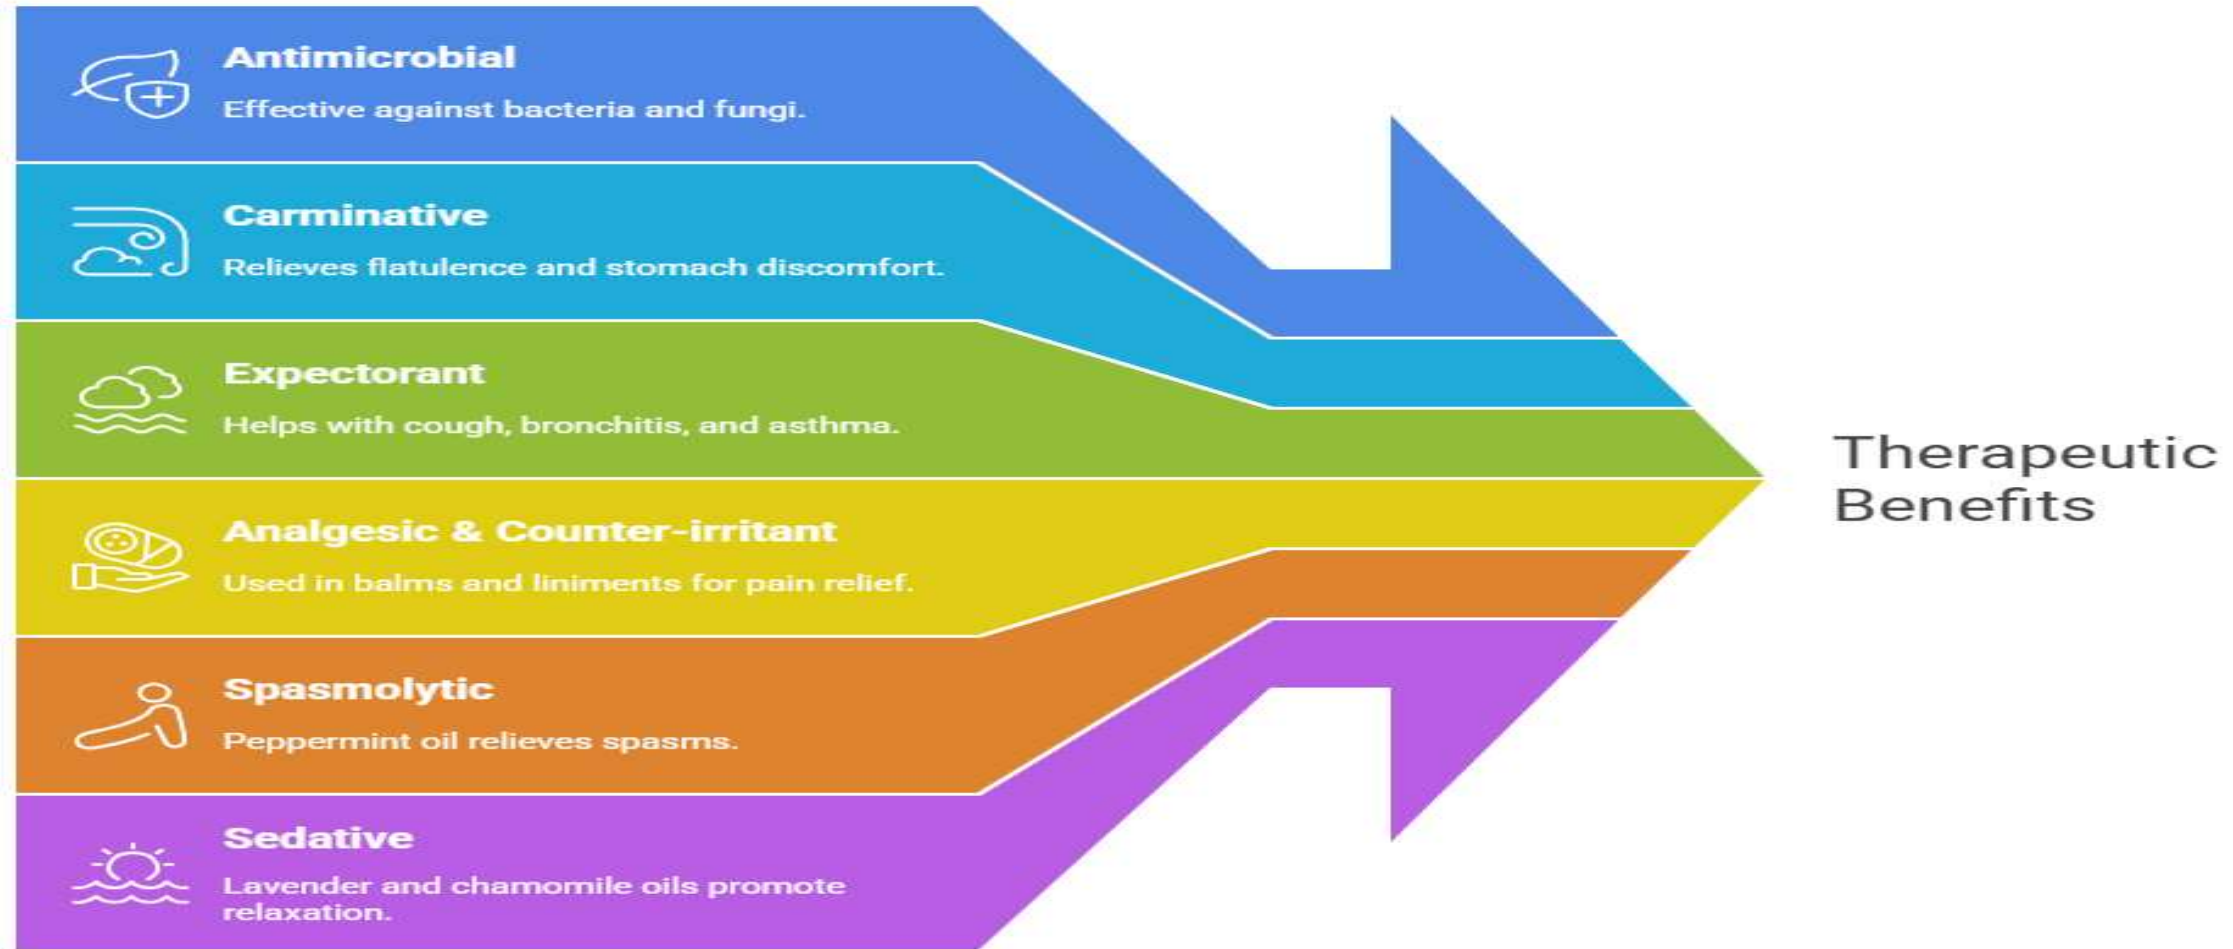 Antimicrobial
Effective against bacteria and fungi.
Carminative
Relieves flatulence and stomach discomfort.
Expectorant
Helps with cough, bronchitis, and asthma.
Analgesic & Counter-irritant
Used in balms and liniments for pain relief.
Spasmolytic
Peppermint oil relieves spasms.
Sedative
Lavender and chamomile oils promote
relaxation.
Therapeutic
Benefits